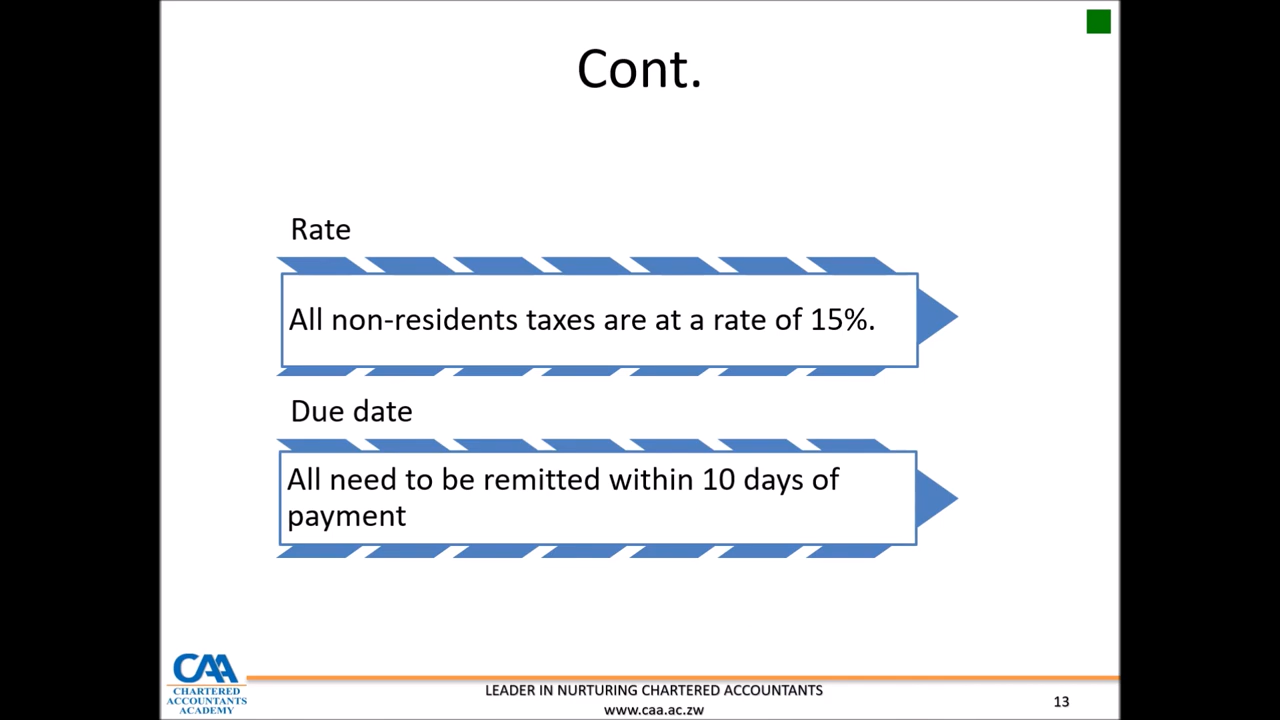 Cont.
Rate
All non-residents taxes are at a rate of 15%.
Due date
All need to be remitted within 10 days of
payment
CAA
CHARTERED
ACCOUNTANTS
ACADEMY
LEADER IN NURTURING CHARTERED ACCOUNTANTS
www.caa.ac.zw
13